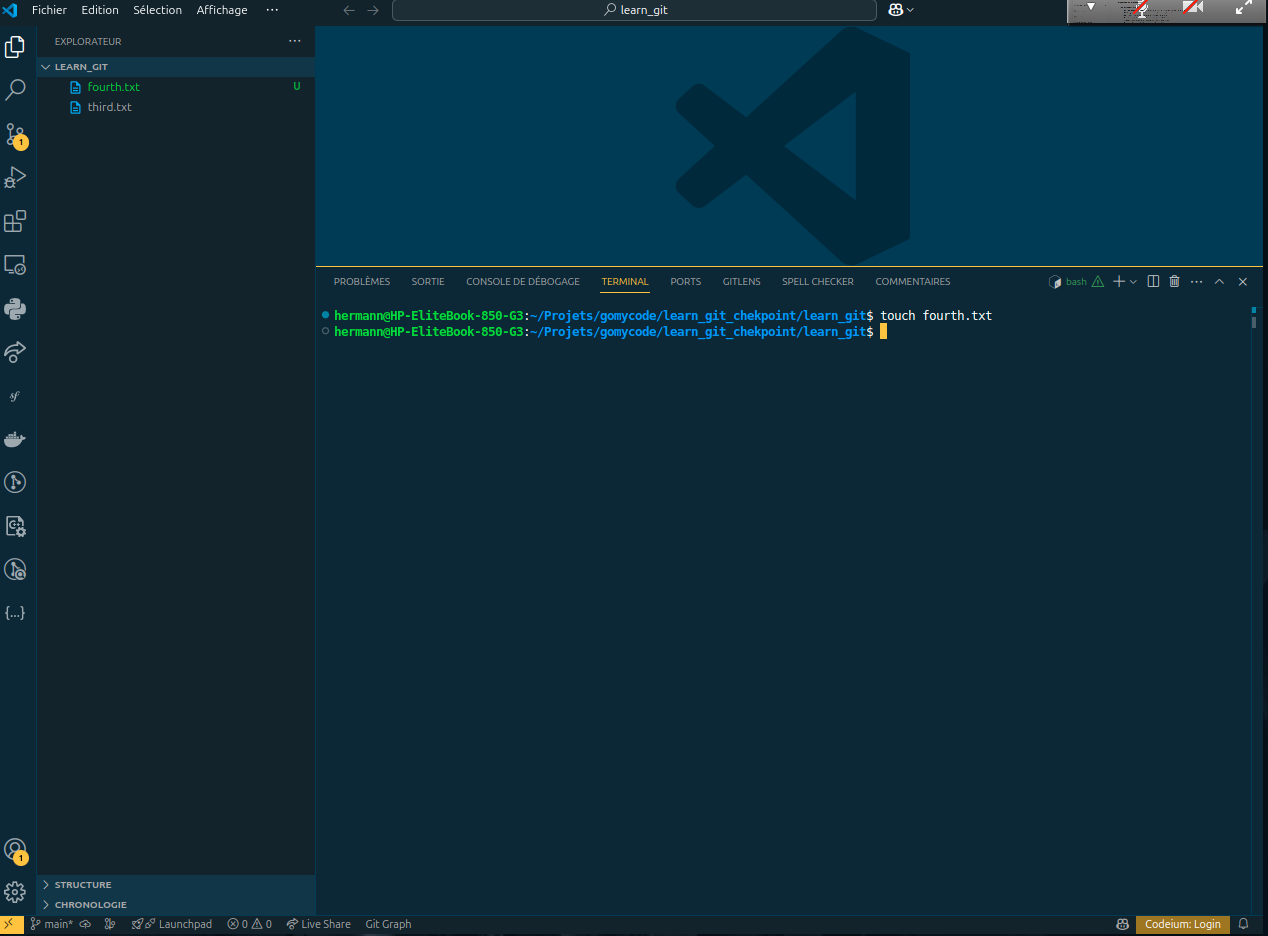 Fichier Edition Sélection Affichage ··· learn_git
EXPLORATEUR ···
LEARN_GIT
fourth.txt U
third.txt
1
PROBLÈMES SORTIE CONSOLE DE DÉBOGAGE TERMINAL PORTS GITLENS SPELL CHECKER COMMENTAIRES bash
hermann@HP-EliteBook-850-G3:~/Projets/gomycode/learn_git_chekpoint/learn_git$ touch fourth.txt
hermann@HP-EliteBook-850-G3:~/Projets/gomycode/learn_git_chekpoint/learn_git$
sf
{...}
1
STRUCTURE
CHRONOLOGIE
main* Launchpad 0 0 Live Share Git Graph Codeium: Login